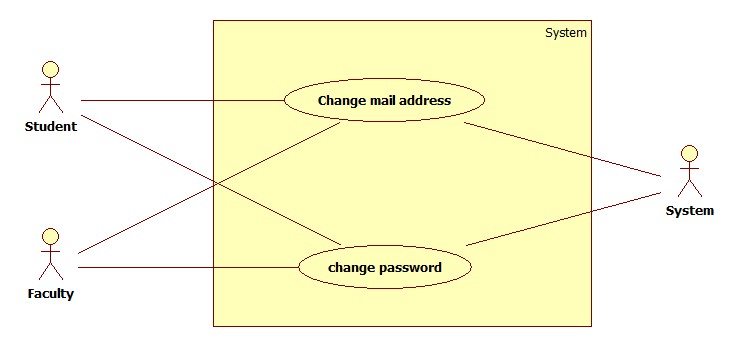 System
Change mail address
Student
System
change password
Faculty